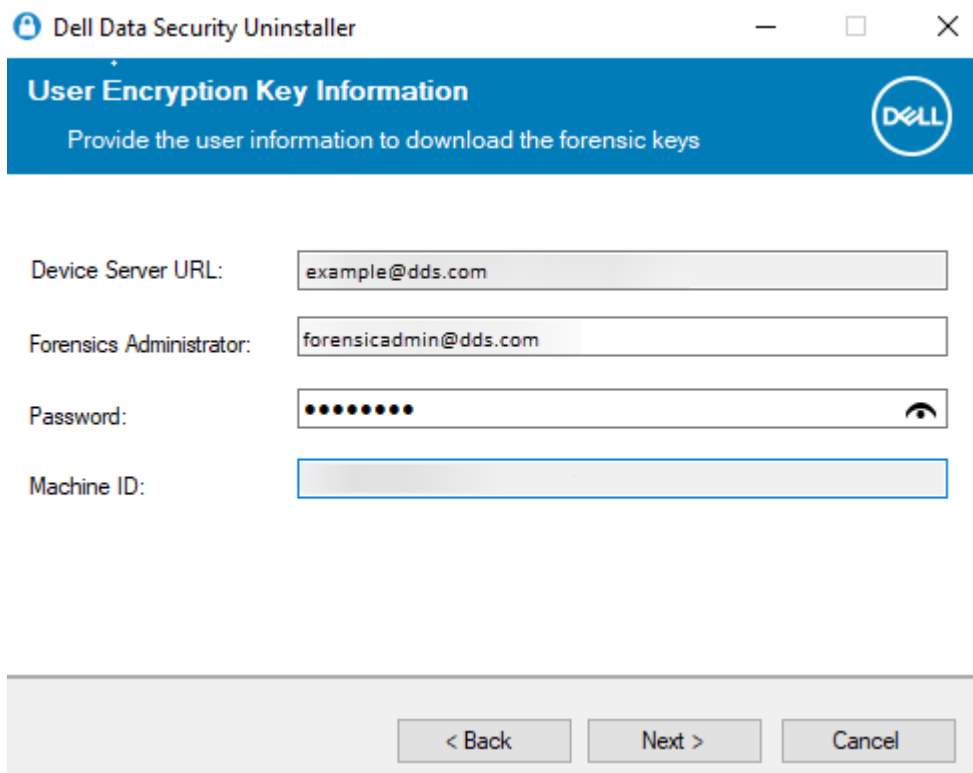 Dell Data Security Uninstaller
User Encryption Key Information
DELL
Provide the user information to download the forensic keys
Device Server URL: example@dds.com
Forensics Administrator: forensicadmin@dds.com
Password: ••••••••
Machine ID:
< Back Next > Cancel